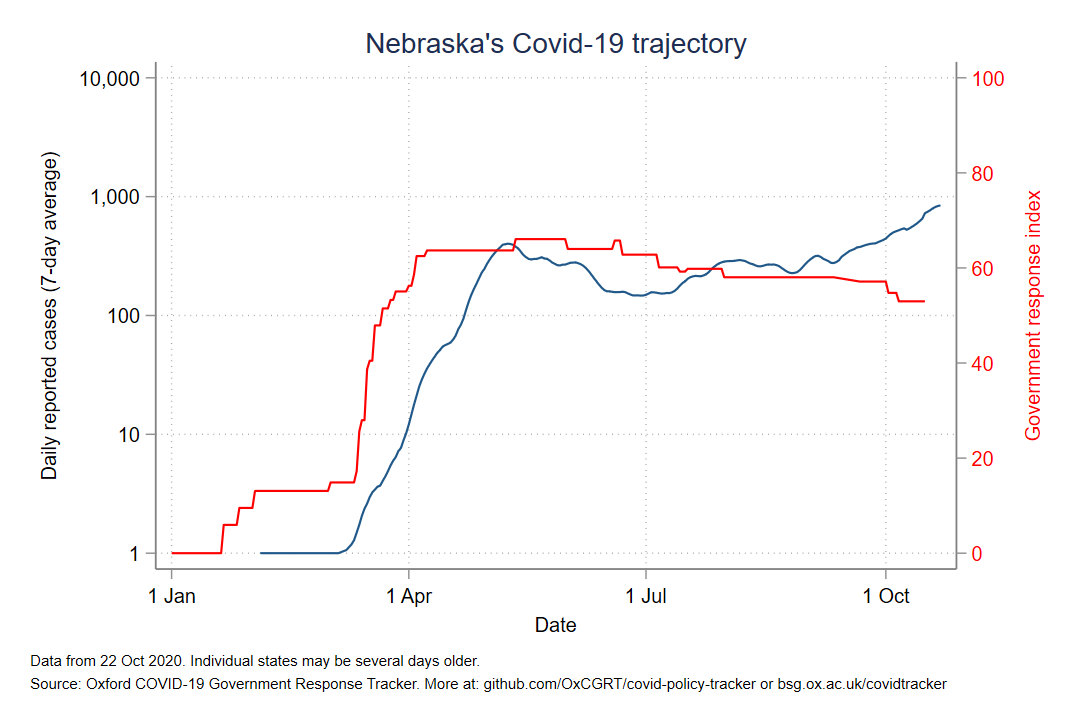 Nebraska's Covid-19 trajectory
Daily reported cases (7-day average)
10,000
1,000
100
10
1
100
80
60
40
20
0
Government response index
1 Jan
1 Apr
1 Jul
1 Oct
Date
Data from 22 Oct 2020. Individual states may be several days older.
Source: Oxford COVID-19 Government Response Tracker. More at: github.com/OxCGRT/covid-policy-tracker or bsg.ox.ac.uk/covidtracker